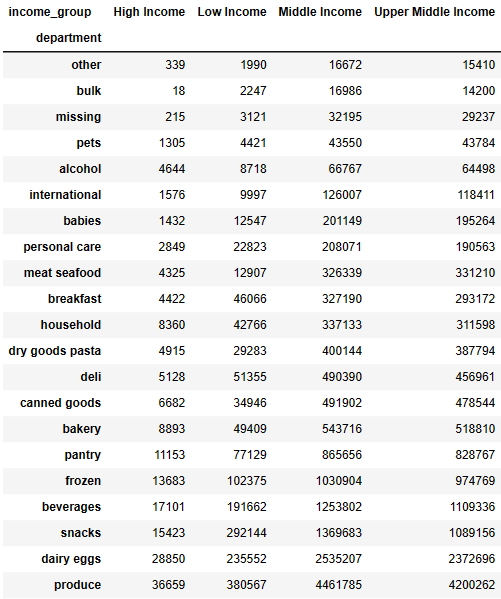 income_group High Income Low Income Middle Income Upper Middle Income
department
other 339 1990 16672 15410
bulk 18 2247 16986 14200
missing 215 3121 32195 29237
pets 1305 4421 43550 43784
alcohol 4644 8718 66767 64498
international 1576 9997 126007 118411
babies 1432 12547 201149 195264
personal care 2849 22823 208071 190563
meat seafood 4325 12907 326339 331210
breakfast 4422 46066 327190 293172
household 8360 42766 337133 311598
dry goods pasta 4915 29283 400144 387794
deli 5128 51355 490390 456961
canned goods 6682 34946 491902 478544
bakery 8893 49409 543716 518810
pantry 11153 77129 865656 828767
frozen 13683 102375 1030904 974769
beverages 17101 191662 1253802 1109336
snacks 15423 292144 1369683 1089156
dairy eggs 28850 235552 2535207 2372696
produce 36659 380567 4461785 4200262